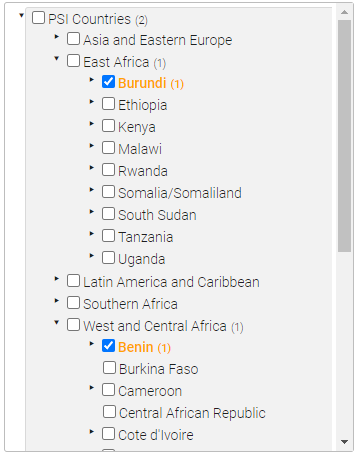 PSI Countries (2)
Asia and Eastern Europe
East Africa (1)
Burundi (1)
Ethiopia
Kenya
Malawi
Rwanda
Somalia/Somaliland
South Sudan
Tanzania
Uganda
Latin America and Caribbean
Southern Africa
West and Central Africa (1)
Benin (1)
Burkina Faso
Cameroon
Central African Republic
Cote d'Ivoire